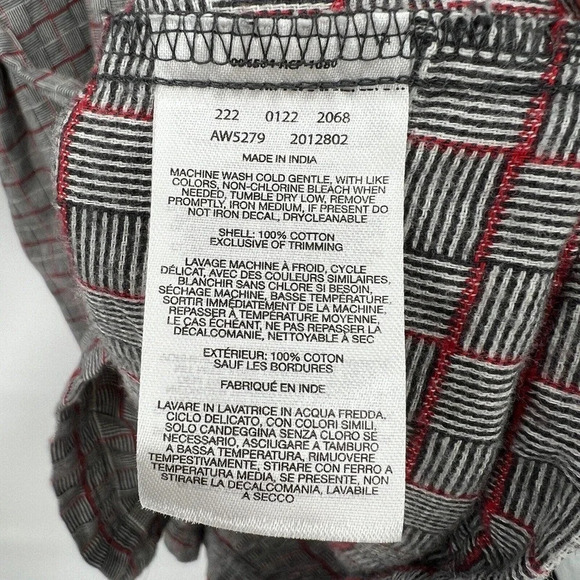 222 0122 2068
AW5279 2012802
MADE IN INDIA
MACHINE WASH COLD GENTLE, WITH LIKE
COLORS, NON-CHLORINE BLEACH WHEN
NEEDED, TUMBLE DRY LOW, REMOVE
PROMPTLY, IRON MEDIUM, IF PRESENT DO
NOT IRON DECAL, DRYCLEANABLE
SHELL: 100% COTTON
EXCLUSIVE OF TRIMMING
LAVAGE MACHINE À FROID, CYCLE
DÉLICAT, AVEC DES COULEURS SIMILAIRES,
BLANCHIR SANS CHLORE SI BESOIN,
SÉCHAGE MACHINE, BASSE TEMPÉRATURE,
SORTIR IMMÉDIATEMENT DE LA MACHINE,
REPASSER À TEMPÉRATURE MOYENNE,
LE CAS ÉCHEANT, NE PAS REPASSER LA
DÉCALCOMANIE, NETTOYABLE À SEC
EXTÉRIEUR: 100% COTON
SAUF LES BORDURES
FABRIQUÉ EN INDE
LAVARE IN LAVATRICE IN ACQUA FREDDA,
CICLO DELICATO, CON COLORI SIMILI,
SOLO CANDEGGINA SENZA CLORO SE
NECESSARIO, ASCIUGARE A TAMBURO
A BASSA TEMPERATURA, RIMUOVERE
TEMPESTIVAMENTE, STIRARE CON FERRO A
TEMPERATURA MEDIA, SE PRESENTE, NON
STIRARE LA DECALCOMANIA, LAVABILE
A SECCO